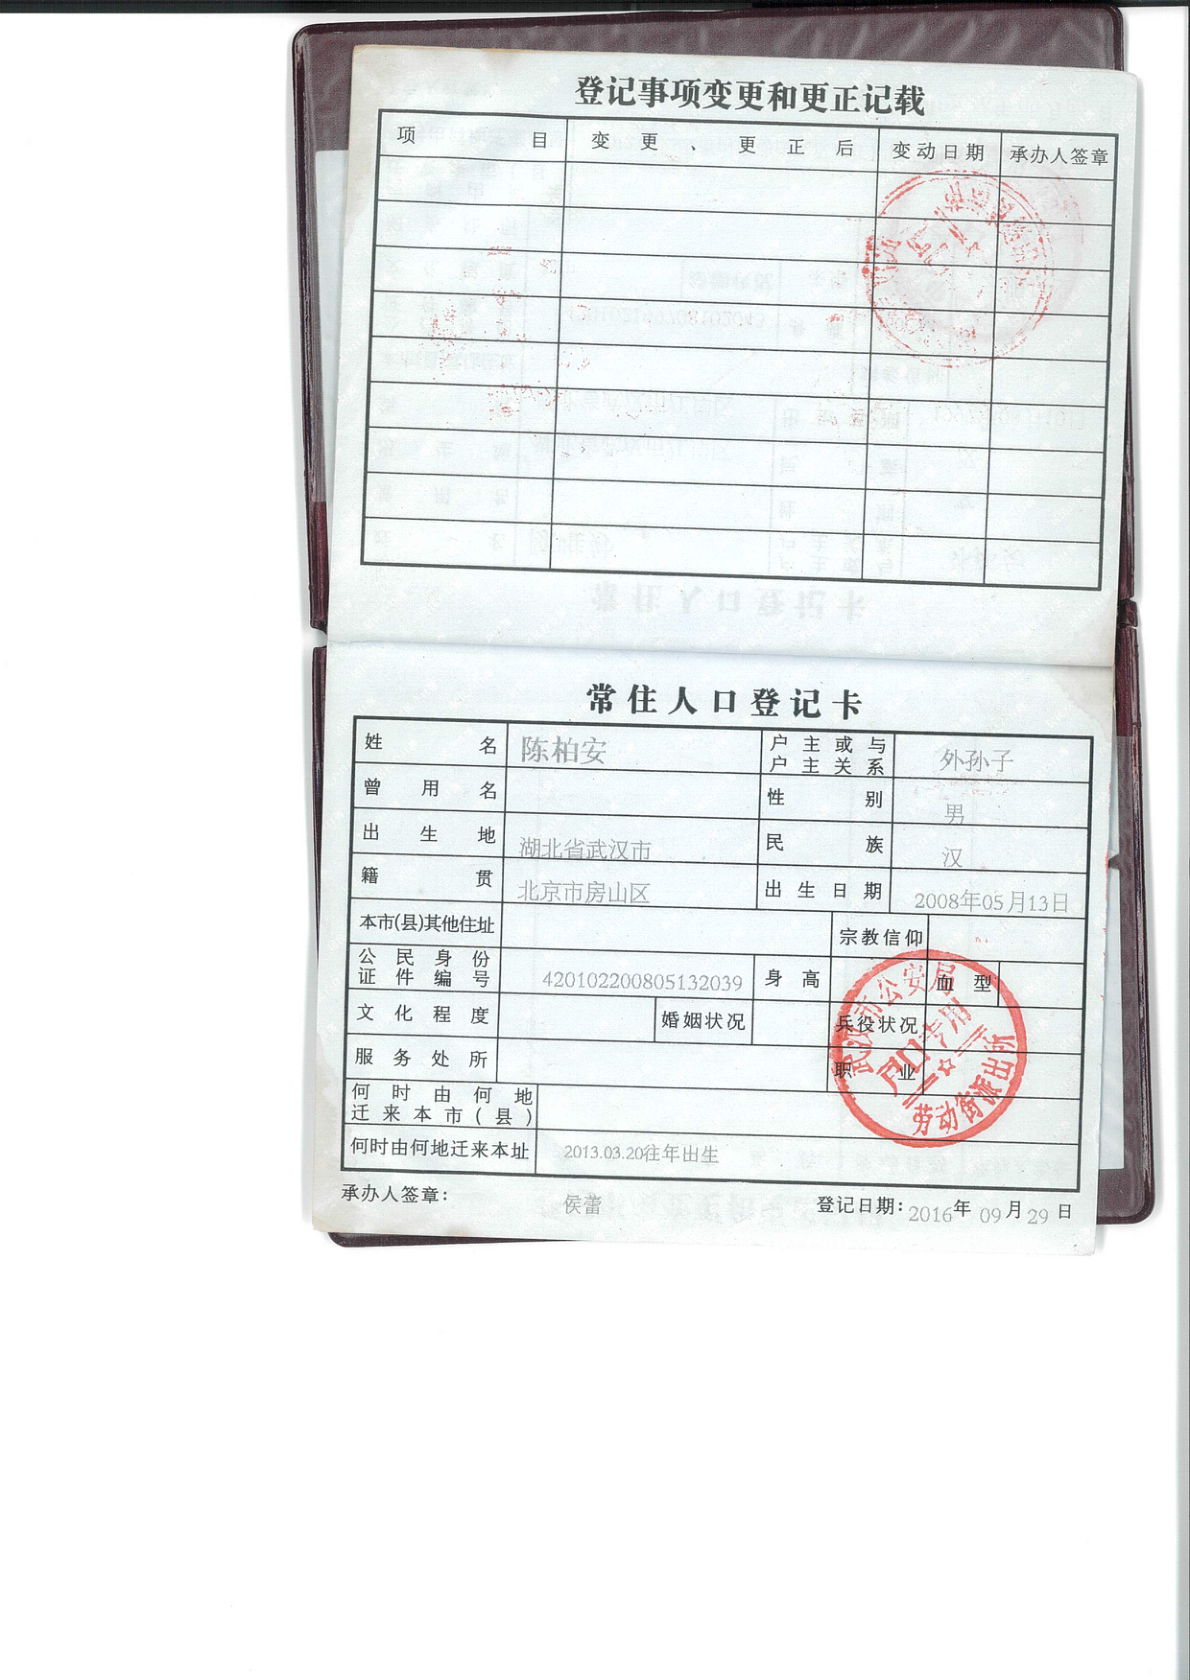 登记事项变更和更正记载
项目 变更、更正后 变动日期 承办人签章
常住人口登记卡
姓名 陈柏安 户主或与户主关系 外孙子
曾用名 性别 男
出生地 湖北省武汉市 民族 汉
籍贯 北京市房山区 出生日期 2008年05月13日
本市(县)其他住址 宗教信仰
公民身份证件编号 420102200805132039 身高 血型
文化程度 婚姻状况 兵役状况
服务处所 职业
何时由何地迁来本市(县)
何时由何地迁来本址 2013.03.20往年出生
承办人签章: 侯蕾 登记日期: 2016年09月29日
武汉市公安局
户口专用
劳动街派出所